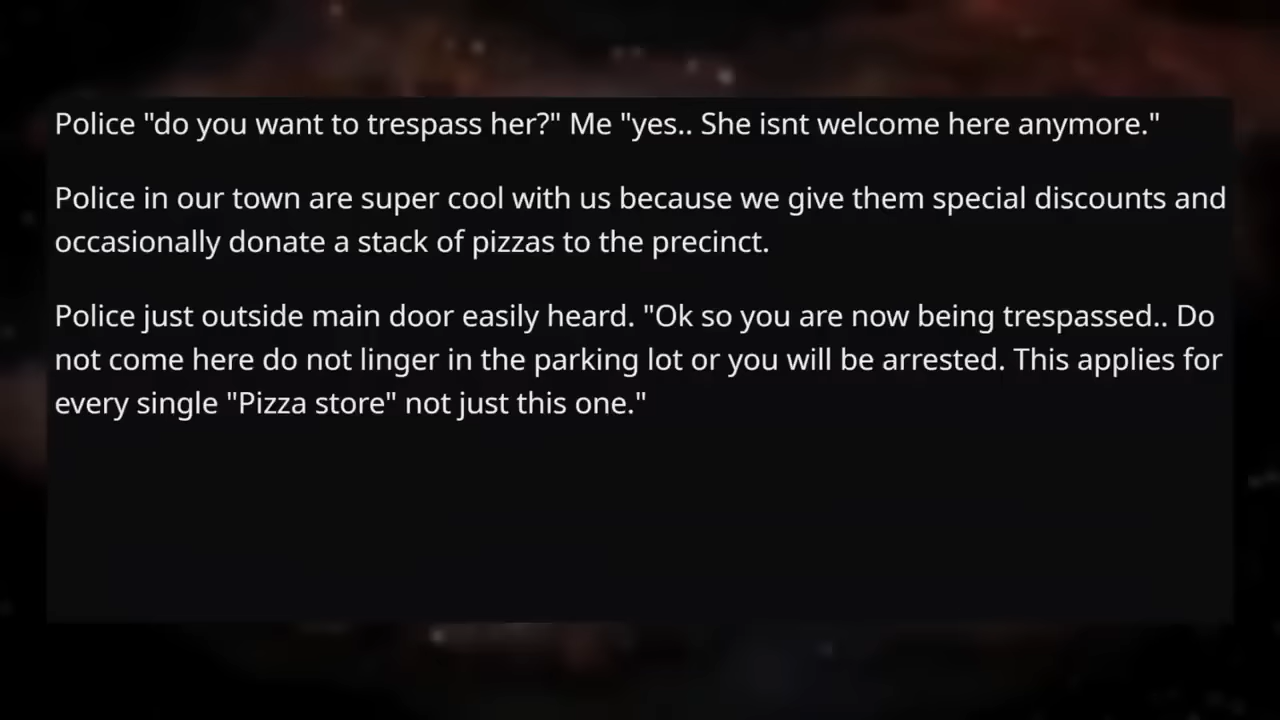 Police "do you want to trespass her?" Me "yes.. She isnt welcome here anymore."
Police in our town are super cool with us because we give them special discounts and
occasionally donate a stack of pizzas to the precinct.
Police just outside main door easily heard. "Ok so you are now being trespassed.. Do
not come here do not linger in the parking lot or you will be arrested. This applies for
every single "Pizza store" not just this one."